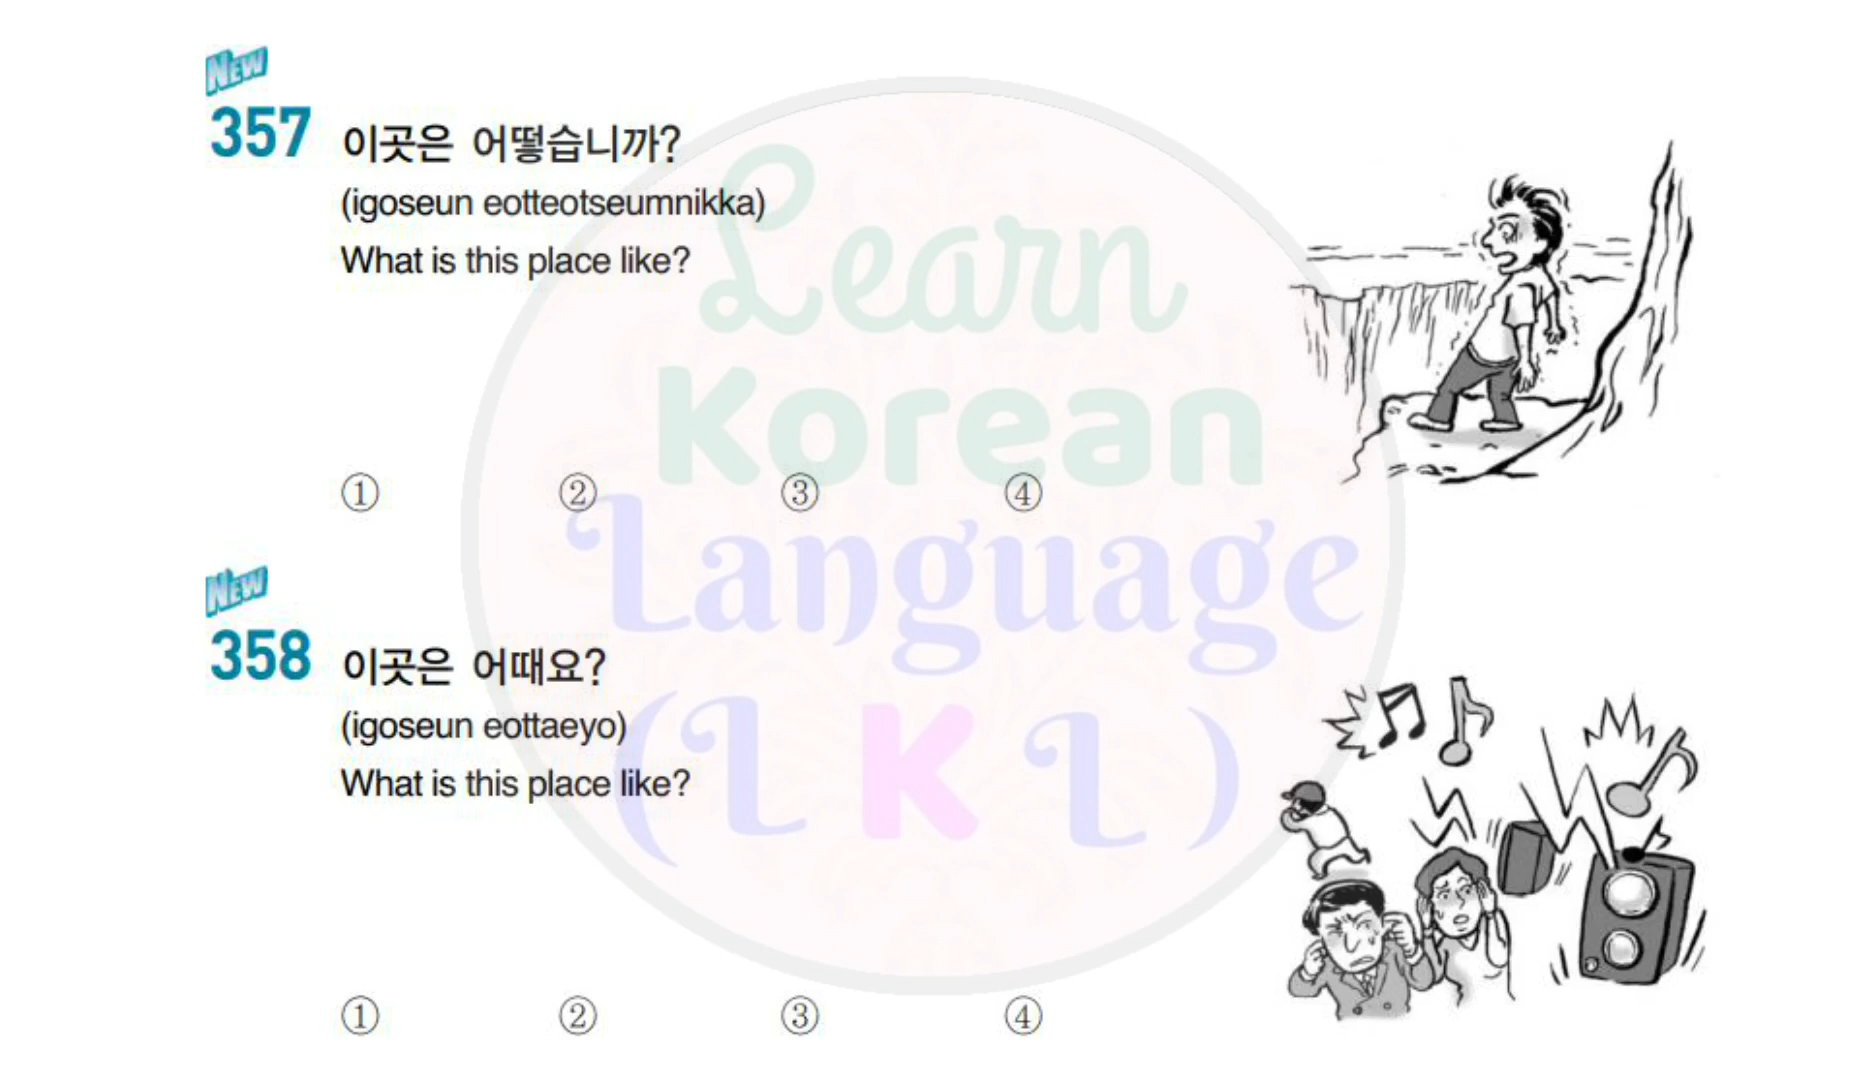 NEW
357 이곳은 어떻습니까?
(igoseun eotteotseumnikka)
What is this place like?
① ② ③ ④
NEW
358 이곳은 어때요?
(igoseun eottaeyo)
What is this place like?
① ② ③ ④
Learn
Korean
Language
(L K L)